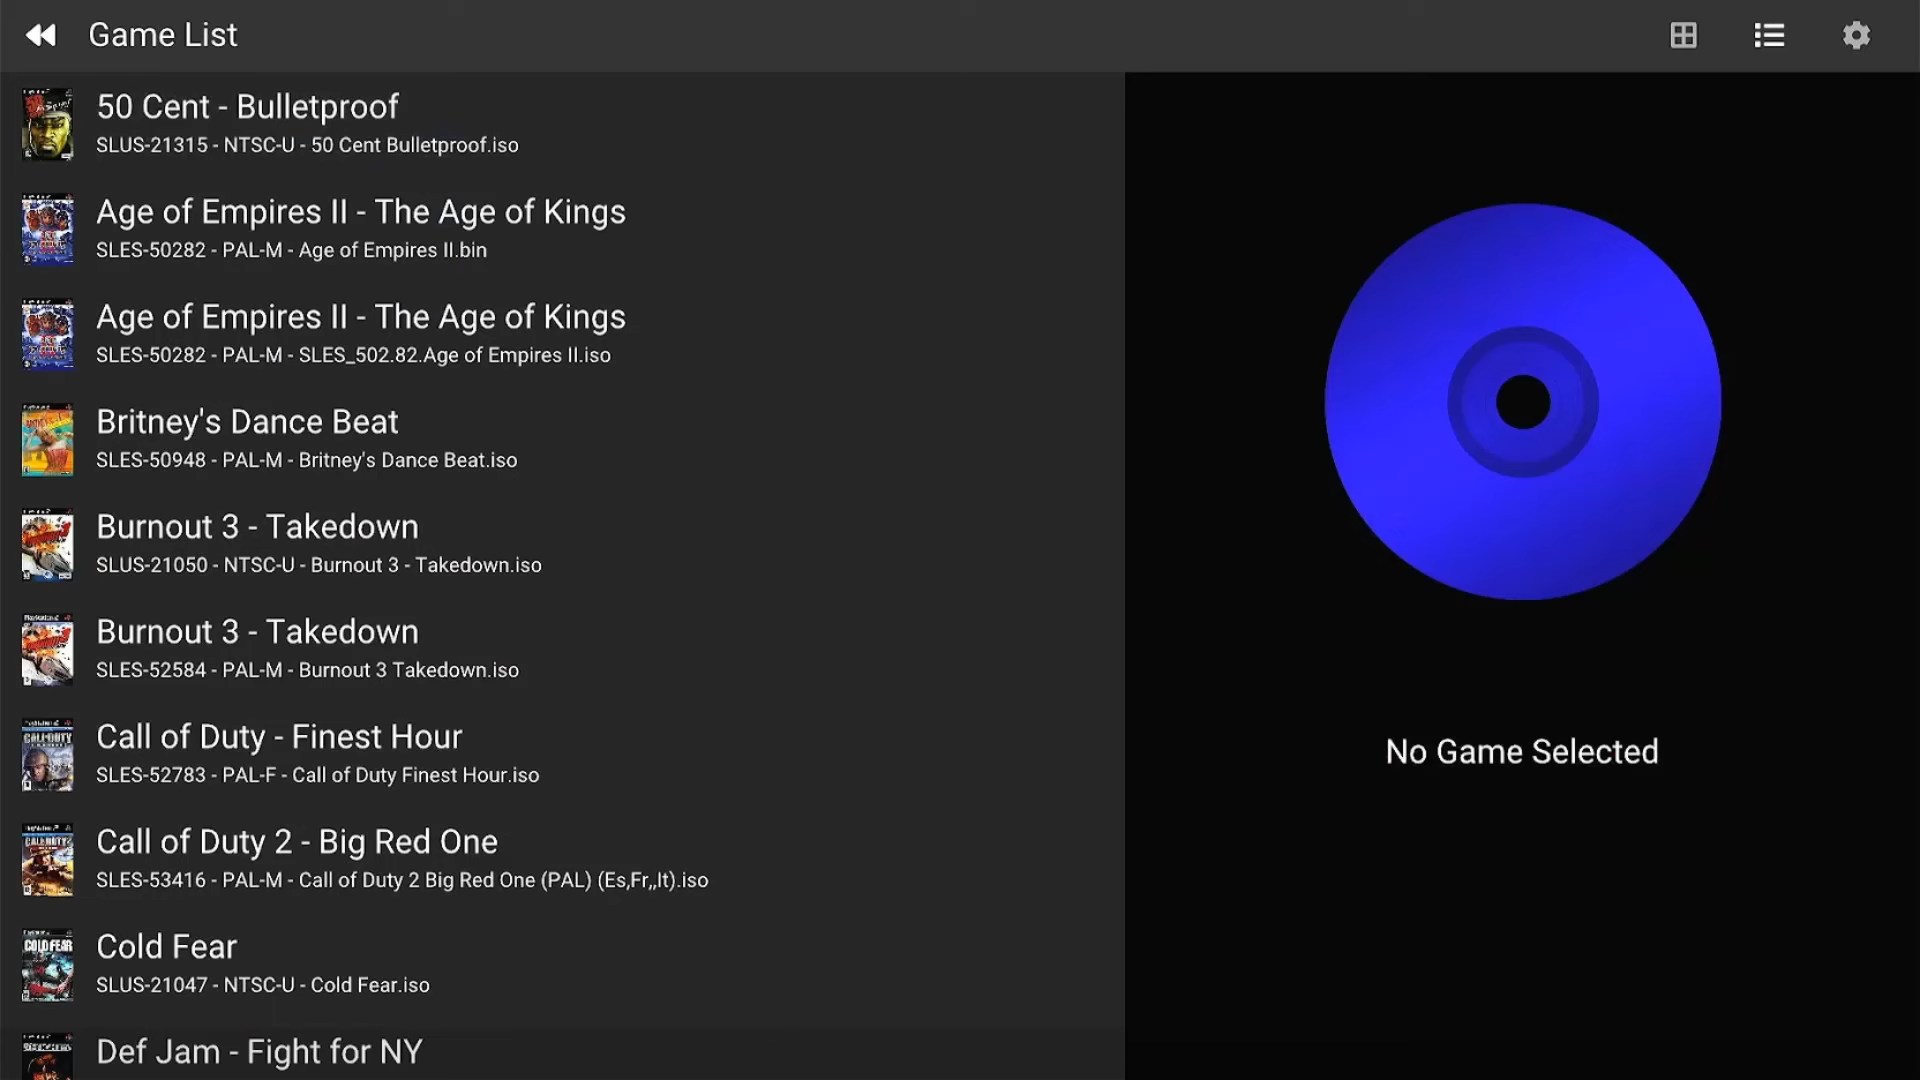 Game List
50 Cent - Bulletproof
SLUS-21315 - NTSC-U - 50 Cent Bulletproof.iso
Age of Empires II - The Age of Kings
SLES-50282 - PAL-M - Age of Empires II.bin
Age of Empires II - The Age of Kings
SLES-50282 - PAL-M - SLES_502.82.Age of Empires II.iso
Britney's Dance Beat
SLES-50948 - PAL-M - Britney's Dance Beat.iso
Burnout 3 - Takedown
SLUS-21050 - NTSC-U - Burnout 3 - Takedown.iso
Burnout 3 - Takedown
SLES-52584 - PAL-M - Burnout 3 Takedown.iso
Call of Duty - Finest Hour
SLES-52783 - PAL-F - Call of Duty Finest Hour.iso
Call of Duty 2 - Big Red One
SLES-53416 - PAL-M - Call of Duty 2 Big Red One (PAL) (Es,Fr,,It).iso
Cold Fear
SLUS-21047 - NTSC-U - Cold Fear.iso
Def Jam - Fight for NY
No Game Selected